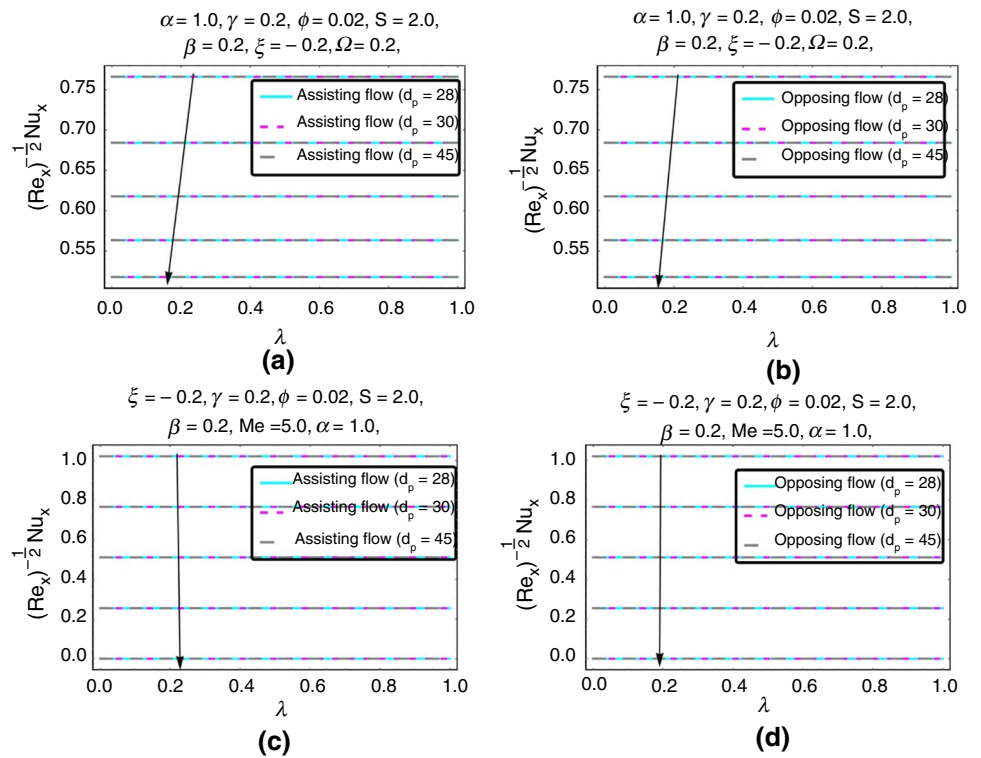 α = 1.0, γ = 0.2, ϕ = 0.02, S = 2.0,
β = 0.2, ξ = − 0.2, Ω = 0.2,
0.75
0.70
0.65
0.60
0.55
(Re_x)^{-1/2} Nu_x
Assisting flow (d_p = 28)
Assisting flow (d_p = 30)
Assisting flow (d_p = 45)
0.0 0.2 0.4 0.6 0.8 1.0
λ
(a)
α = 1.0, γ = 0.2, ϕ = 0.02, S = 2.0,
β = 0.2, ξ = − 0.2, Ω = 0.2,
0.75
0.70
0.65
0.60
0.55
(Re_x)^{-1/2} Nu_x
Opposing flow (d_p = 28)
Opposing flow (d_p = 30)
Opposing flow (d_p = 45)
0.0 0.2 0.4 0.6 0.8 1.0
λ
(b)
ξ = − 0.2, γ = 0.2, ϕ = 0.02, S = 2.0,
β = 0.2, Me =5.0, α = 1.0,
1.0
0.8
0.6
0.4
0.2
0.0
(Re_x)^{-1/2} Nu_x
Assisting flow (d_p = 28)
Assisting flow (d_p = 30)
Assisting flow (d_p = 45)
0.0 0.2 0.4 0.6 0.8 1.0
λ
(c)
ξ = − 0.2, γ = 0.2, ϕ = 0.02, S = 2.0,
β = 0.2, Me =5.0, α = 1.0,
1.0
0.8
0.6
0.4
0.2
0.0
(Re_x)^{-1/2} Nu_x
Opposing flow (d_p = 28)
Opposing flow (d_p = 30)
Opposing flow (d_p = 45)
0.0 0.2 0.4 0.6 0.8 1.0
λ
(d)